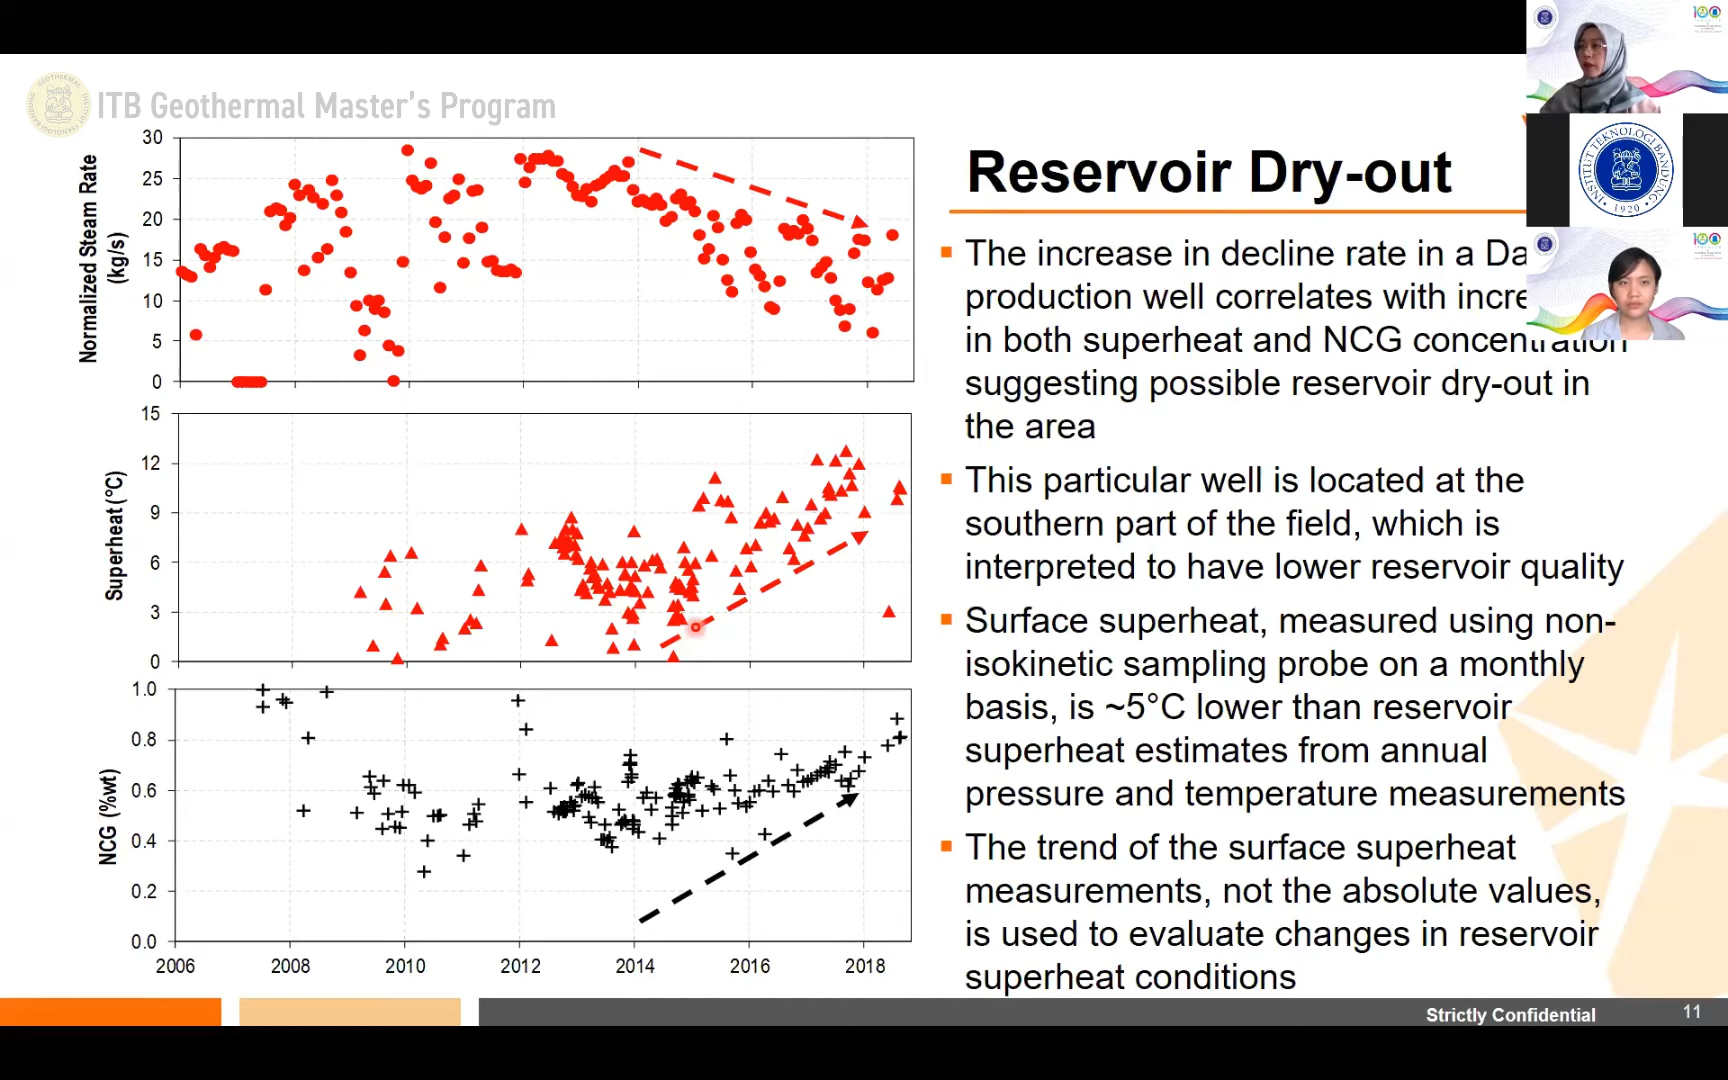 ITB Geothermal Master's Program
Normalized Steam Rate
(kg/s)
30
25
20
15
10
5
0
Superheat (°C)
15
12
9
6
3
0
NCG (%wt)
1.0
0.8
0.6
0.4
0.2
0.0
2006 2008 2010 2012 2014 2016 2018
Reservoir Dry-out
The increase in decline rate in a
production well correlates with
in both superheat and NCG concentration
suggesting possible reservoir dry-out in
the area
This particular well is located at the
southern part of the field, which is
interpreted to have lower reservoir quality
Surface superheat, measured using non-
isokinetic sampling probe on a monthly
basis, is ~5°C lower than reservoir
superheat estimates from annual
pressure and temperature measurements
The trend of the surface superheat
measurements, not the absolute values,
is used to evaluate changes in reservoir
superheat conditions
Strictly Confidential 11
INSTITUT TEKNOLOGI BANDUNG
1920
100
100